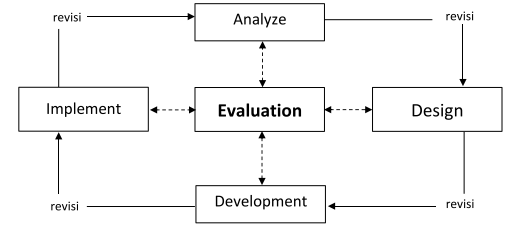 revisi
Analyze
revisi
Implement
Evaluation
Design
revisi
Development
revisi